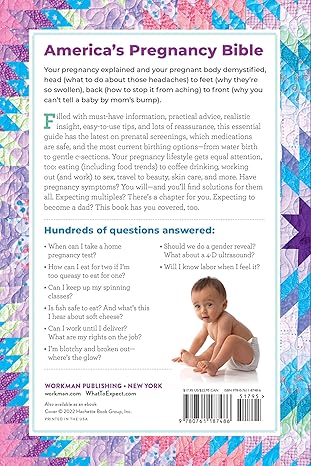 America's Pregnancy Bible
Your pregnancy explained and your pregnant body demystified,
head (what to do about those headaches) to feet (why they're
so swollen), back (how to stop it from aching) to front (why you
can't tell a baby by mom's bump).
Filled with must-have information, practical advice, realistic
insight, easy-to-use tips, and lots of reassurance, this essential
guide has the latest on prenatal screenings, which medications
are safe, and the most current birthing options—from water birth
to gentle c-sections. Your pregnancy lifestyle gets equal attention,
too: eating (including food trends) to coffee drinking, working
out (and work) to sex, travel to beauty, skin care, and more. Have
pregnancy symptoms? You will—and you'll find solutions for them
all. Expecting multiples? There's a chapter for you. Expecting to
become a dad? This book has you covered, too.
Hundreds of questions answered:
• When can I take a home
pregnancy test?
• How can I eat for two if I'm
too queasy to eat for one?
• Can I keep up my spinning
classes?
• Is fish safe to eat? And what's this
I hear about soft cheese?
• Can I work until I deliver?
What are my rights on the job?
• I'm blotchy and broken out—
where's the glow?
• Should we do a gender reveal?
What about a 4-D ultrasound?
• Will I know labor when I feel it?
WORKMAN PUBLISHING • NEW YORK
workman.com WhatToExpect.com
Also available as an ebook
Cover © 2022 Hachette Book Group, Inc.
PRINTED IN THE USA
ISBN 978-0-7611-8748-6
51795
9 780761 187486